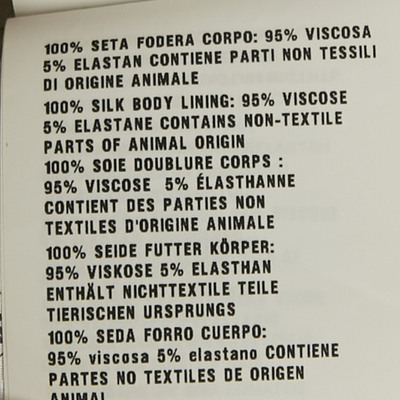 100% SETA FODERA CORPO: 95% VISCOSA
5% ELASTAN CONTIENE PARTI NON TESSILI
DI ORIGINE ANIMALE
100% SILK BODY LINING: 95% VISCOSE
5% ELASTANE CONTAINS NON-TEXTILE
PARTS OF ANIMAL ORIGIN
100% SOIE DOUBLURE CORPS :
95% VISCOSE 5% ÉLASTHANNE
CONTIENT DES PARTIES NON
TEXTILES D'ORIGINE ANIMALE
100% SEIDE FUTTER KÖRPER:
95% VISKOSE 5% ELASTHAN
ENTHÄLT NICHTTEXTILE TEILE
TIERISCHEN URSPRUNGS
100% SEDA FORRO CUERPO:
95% viscosa 5% elastano CONTIENE
PARTES NO TEXTILES DE ORIGEN
ANIMAL